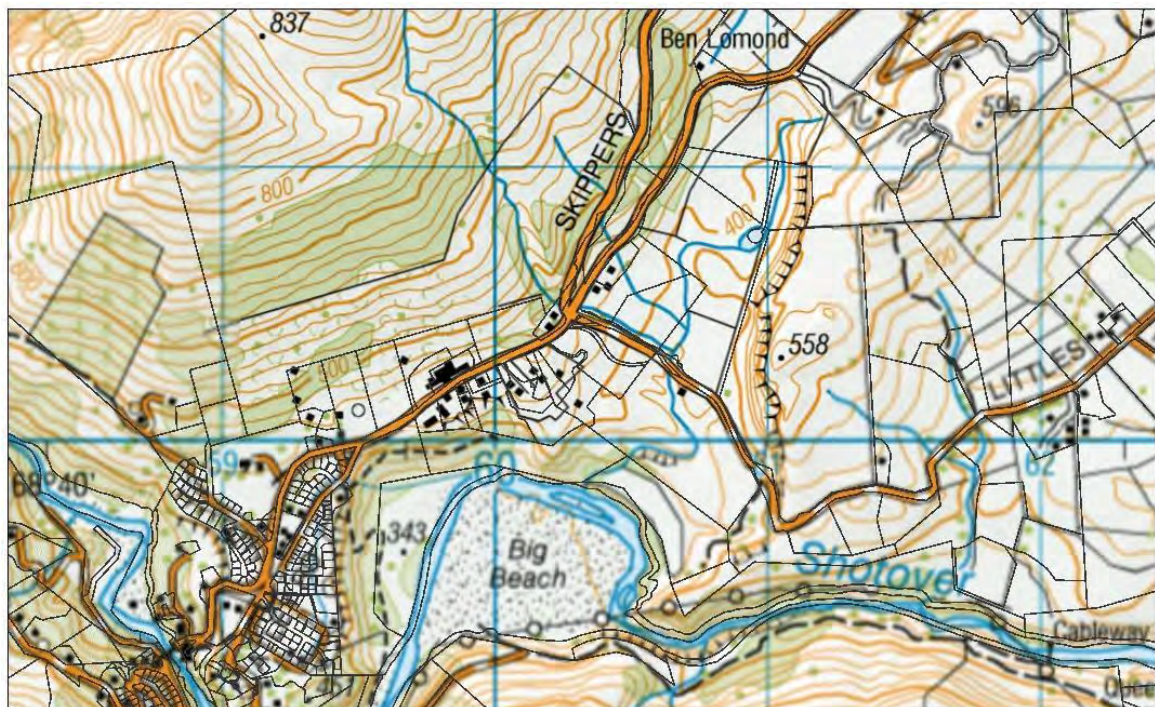 837
Ben Lomond
596
SKIPPERS
800
400
558
LITTLES
59
60
62
68°40'
343
Big
Beach
Shotover
Cableway